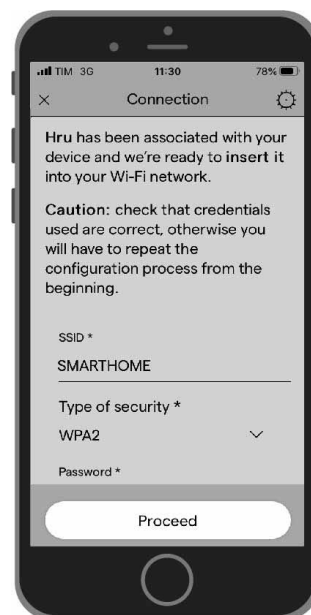 TIM 3G 11:30 78%
Connection
Hru has been associated with your
device and we're ready to insert it
into your Wi-Fi network.
Caution: check that credentials
used are correct, otherwise you
will have to repeat the
configuration process from the
beginning.
SSID *
SMARTHOME
Type of security *
WPA2
Password *
Proceed